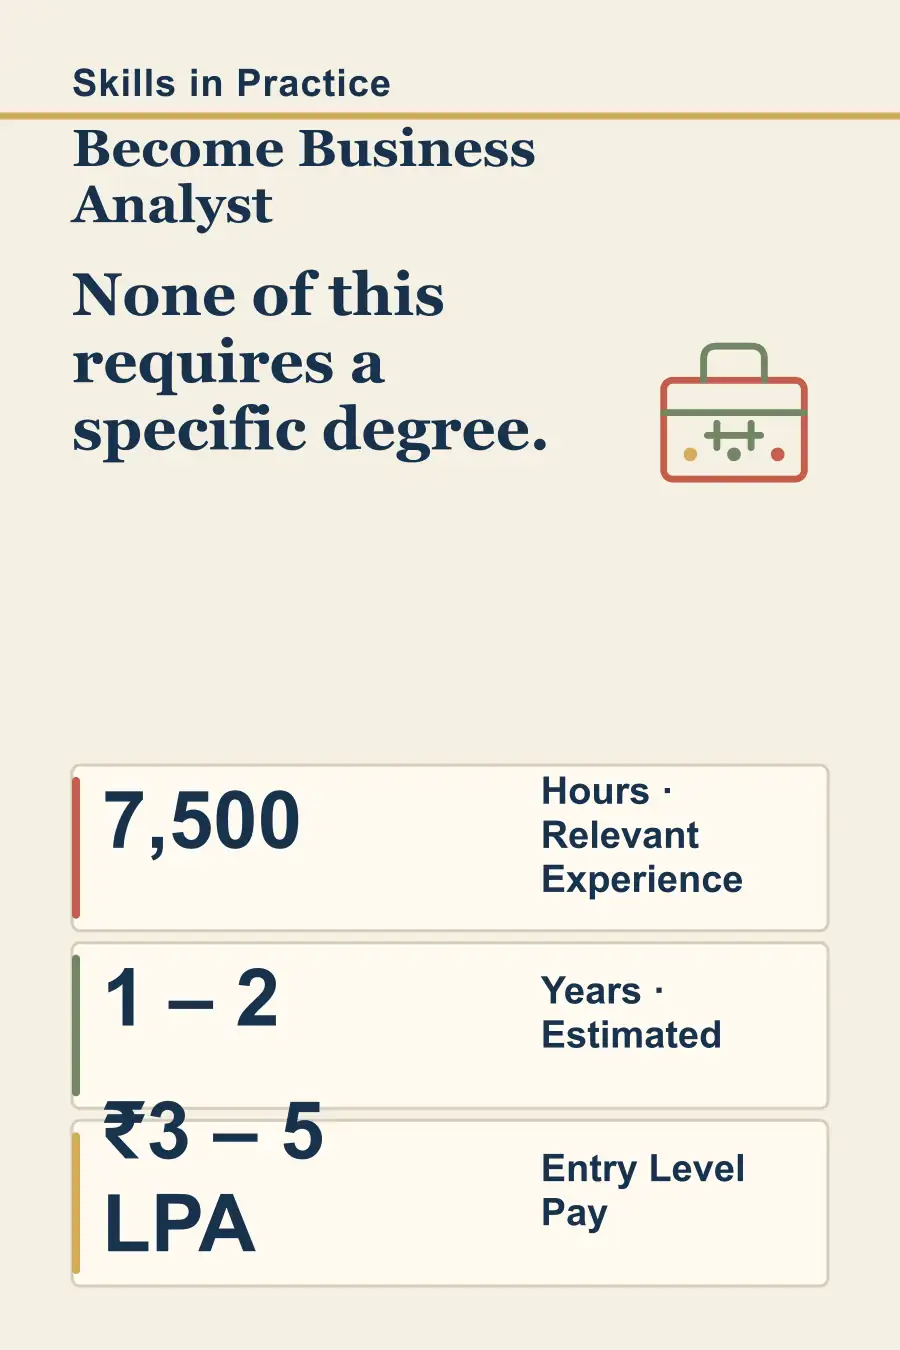 Skills in Practice
Become Business
Analyst
None of this
requires a
specific degree.
7,500
Hours ·
Relevant
Experience
1 – 2
Years ·
Estimated
₹3 – 5
LPA
Entry Level
Pay